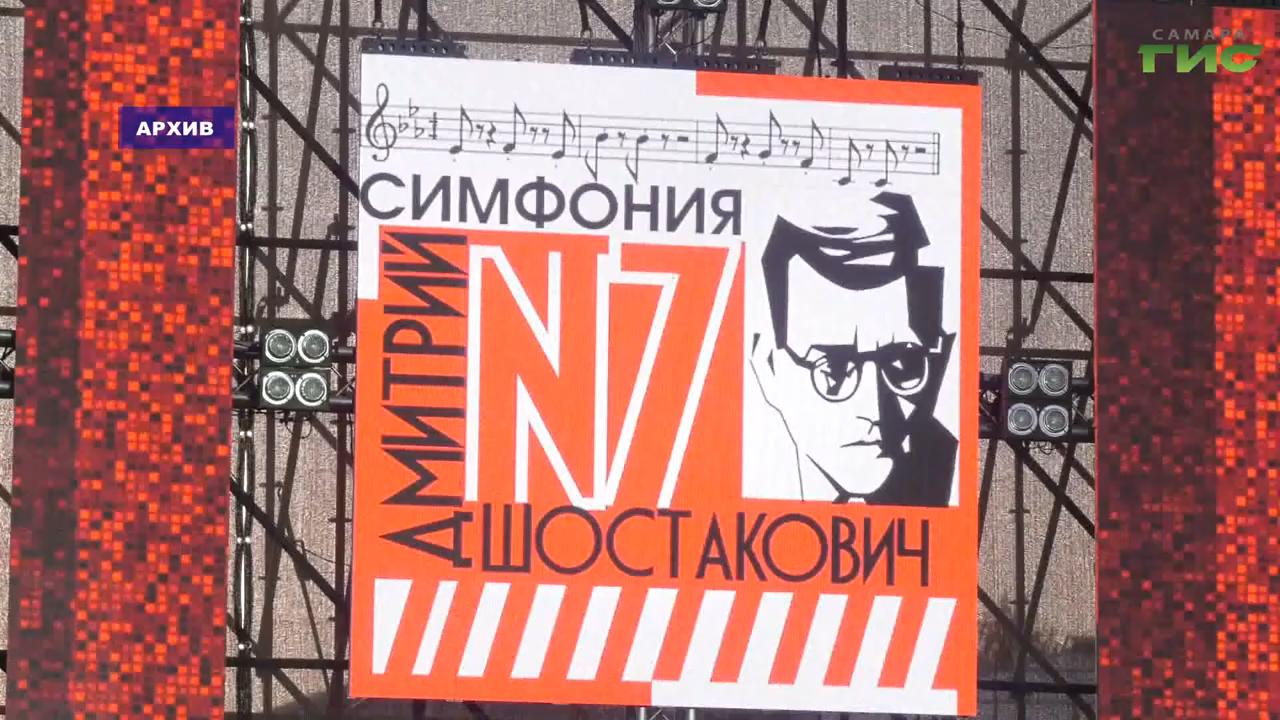 САМАРА
ГИС
АРХИВ
СИМФОНИЯ
ДМИТРИЙ
N7
ШОСТАКОВИЧ